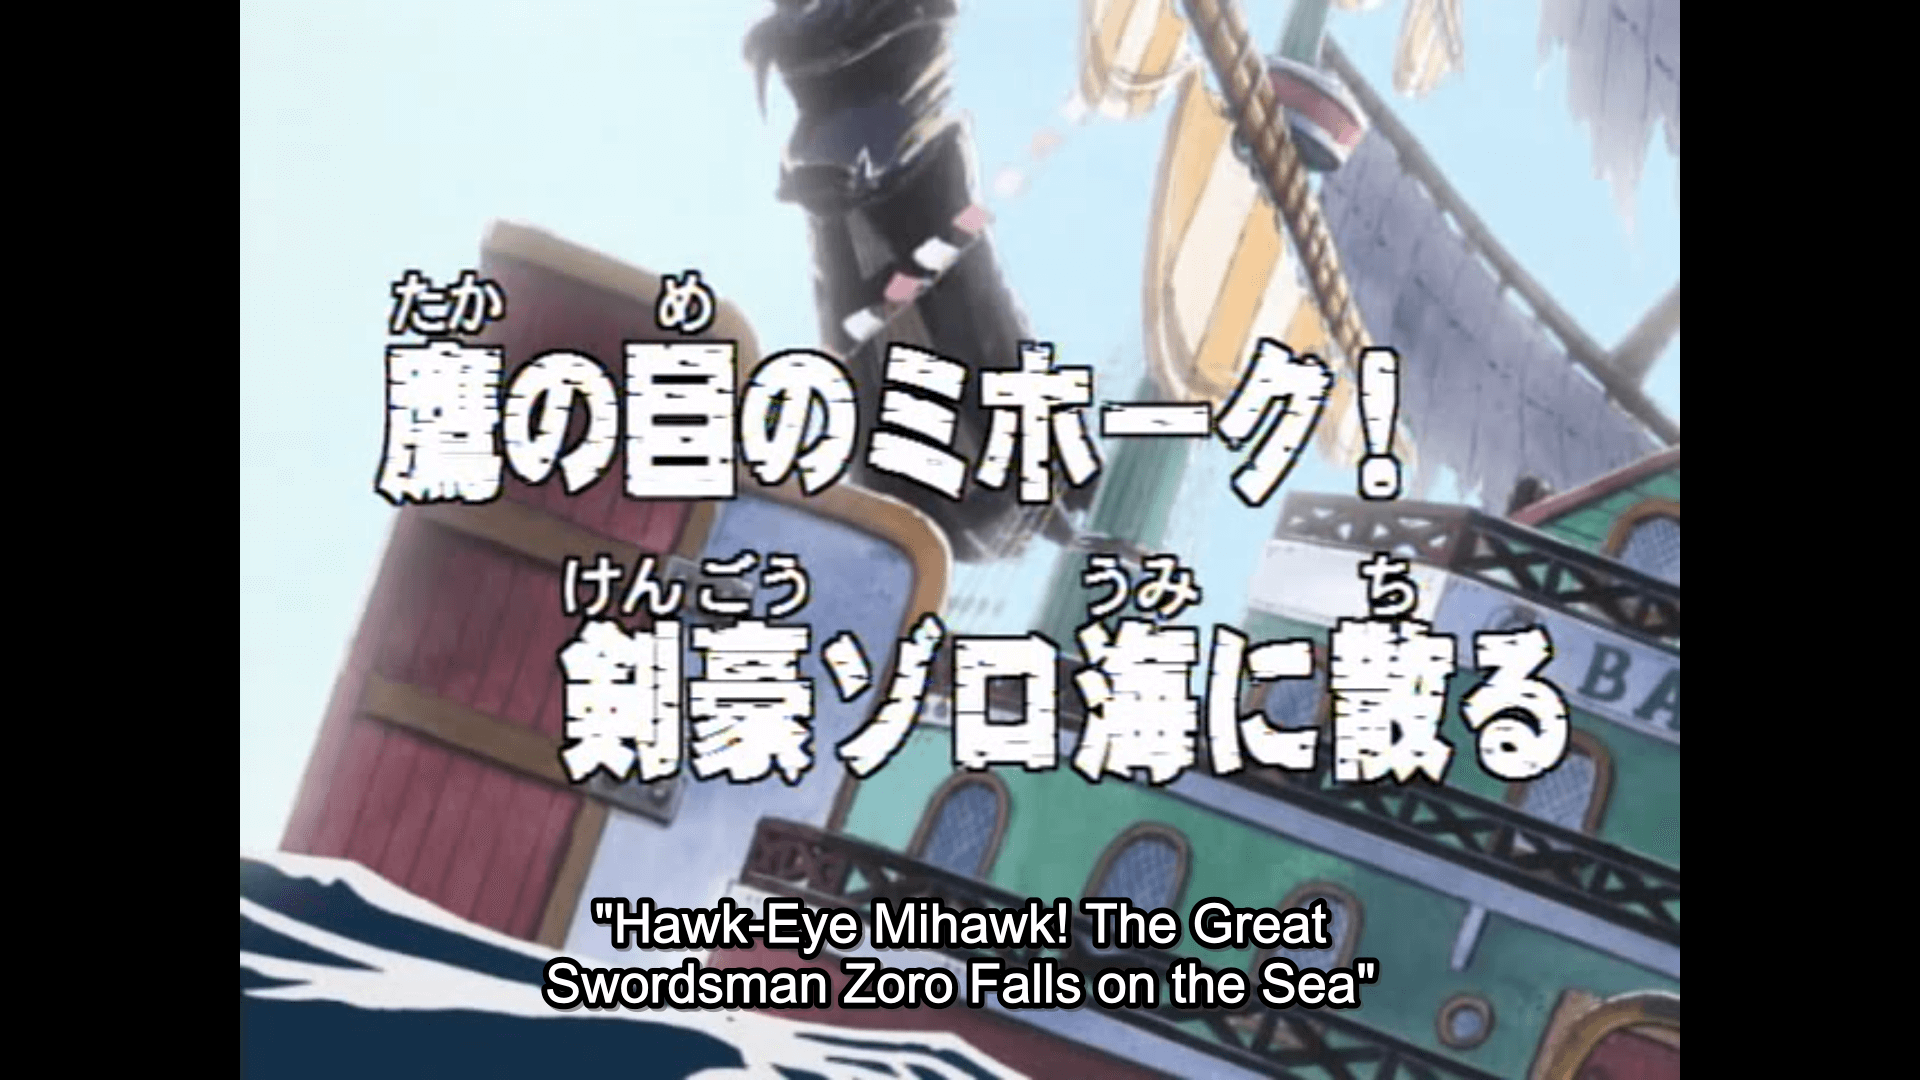 たか め
鷹の目のミホーク!
けんごう うみ ち
剣豪ゾロ海に散る
BA
"Hawk-Eye Mihawk! The Great
Swordsman Zoro Falls on the Sea"